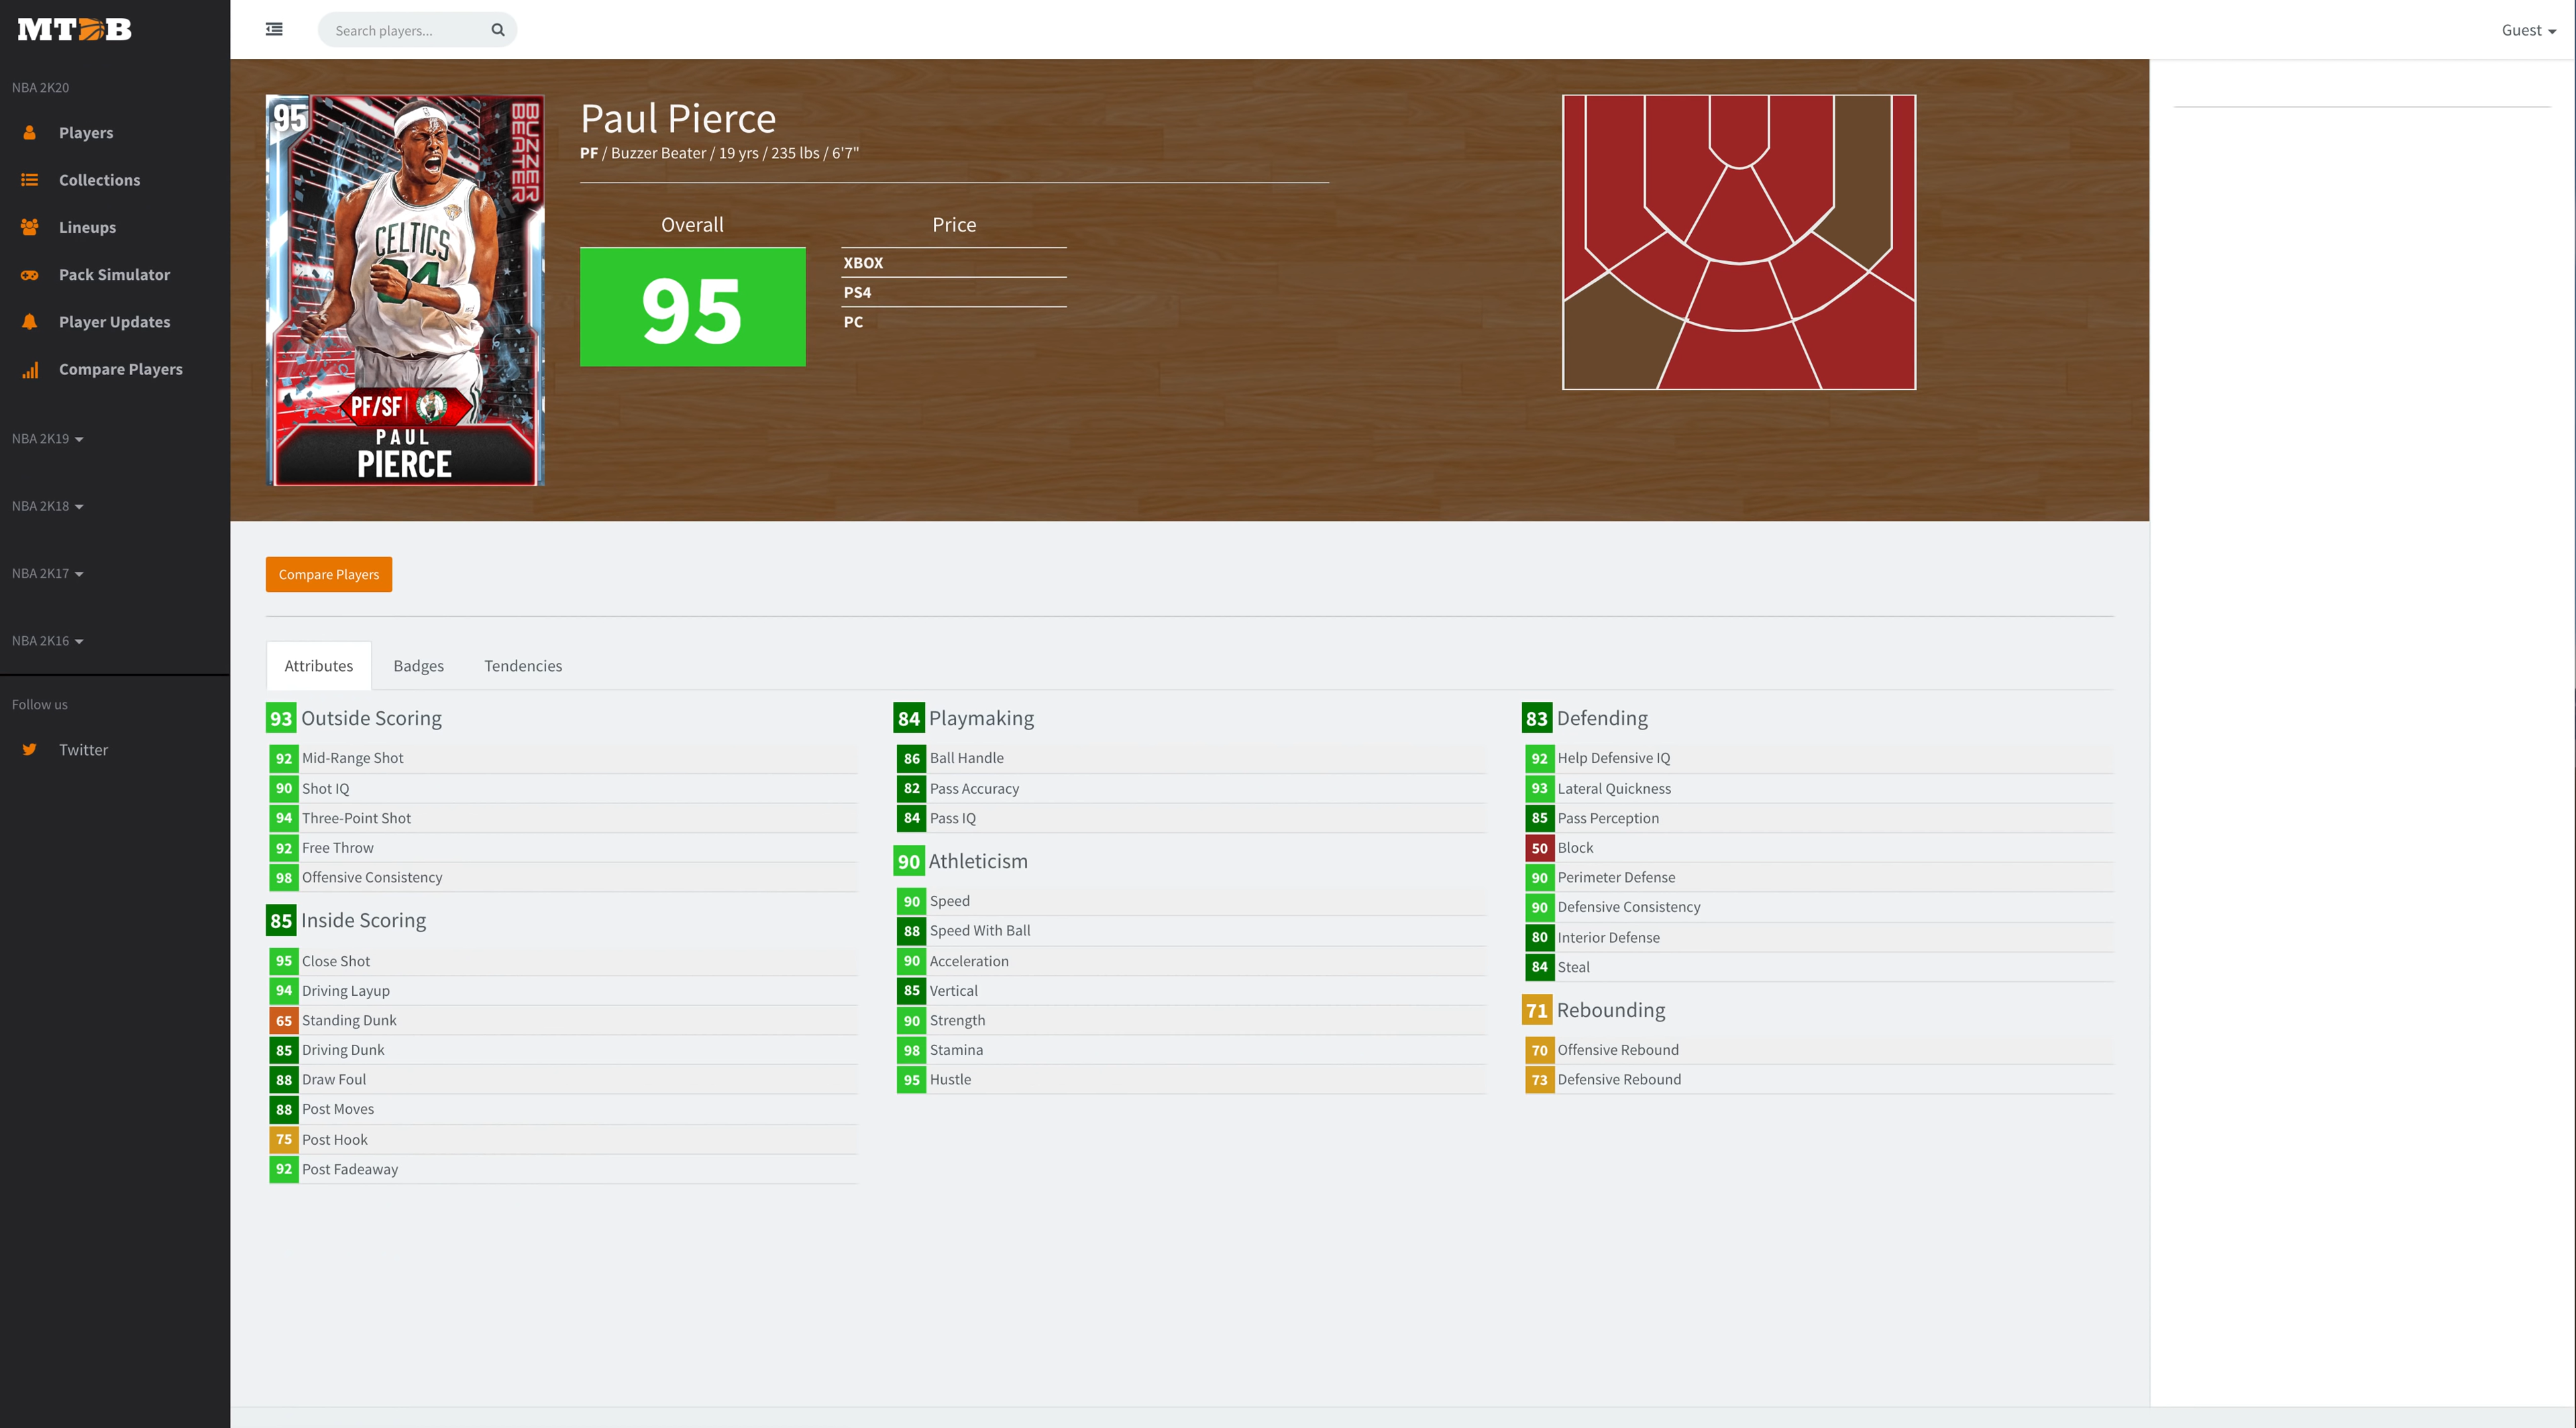 MTDB
Search players...
Guest
NBA 2K20
Players
Collections
Lineups
Pack Simulator
Player Updates
Compare Players
NBA 2K19
NBA 2K18
NBA 2K17
NBA 2K16
Follow us
Twitter
95
BUZZER
BEATER
CELTICS
34
PF/SF
PAUL
PIERCE
Paul Pierce
PF / Buzzer Beater / 19 yrs / 235 lbs / 6'7"
Overall
95
Price
XBOX
PS4
PC
Compare Players
Attributes
Badges
Tendencies
93 Outside Scoring
92 Mid-Range Shot
90 Shot IQ
94 Three-Point Shot
92 Free Throw
98 Offensive Consistency
85 Inside Scoring
95 Close Shot
94 Driving Layup
65 Standing Dunk
85 Driving Dunk
88 Draw Foul
88 Post Moves
75 Post Hook
92 Post Fadeaway
84 Playmaking
86 Ball Handle
82 Pass Accuracy
84 Pass IQ
90 Athleticism
90 Speed
88 Speed With Ball
90 Acceleration
85 Vertical
90 Strength
98 Stamina
95 Hustle
83 Defending
92 Help Defensive IQ
93 Lateral Quickness
85 Pass Perception
50 Block
90 Perimeter Defense
90 Defensive Consistency
80 Interior Defense
84 Steal
71 Rebounding
70 Offensive Rebound
73 Defensive Rebound